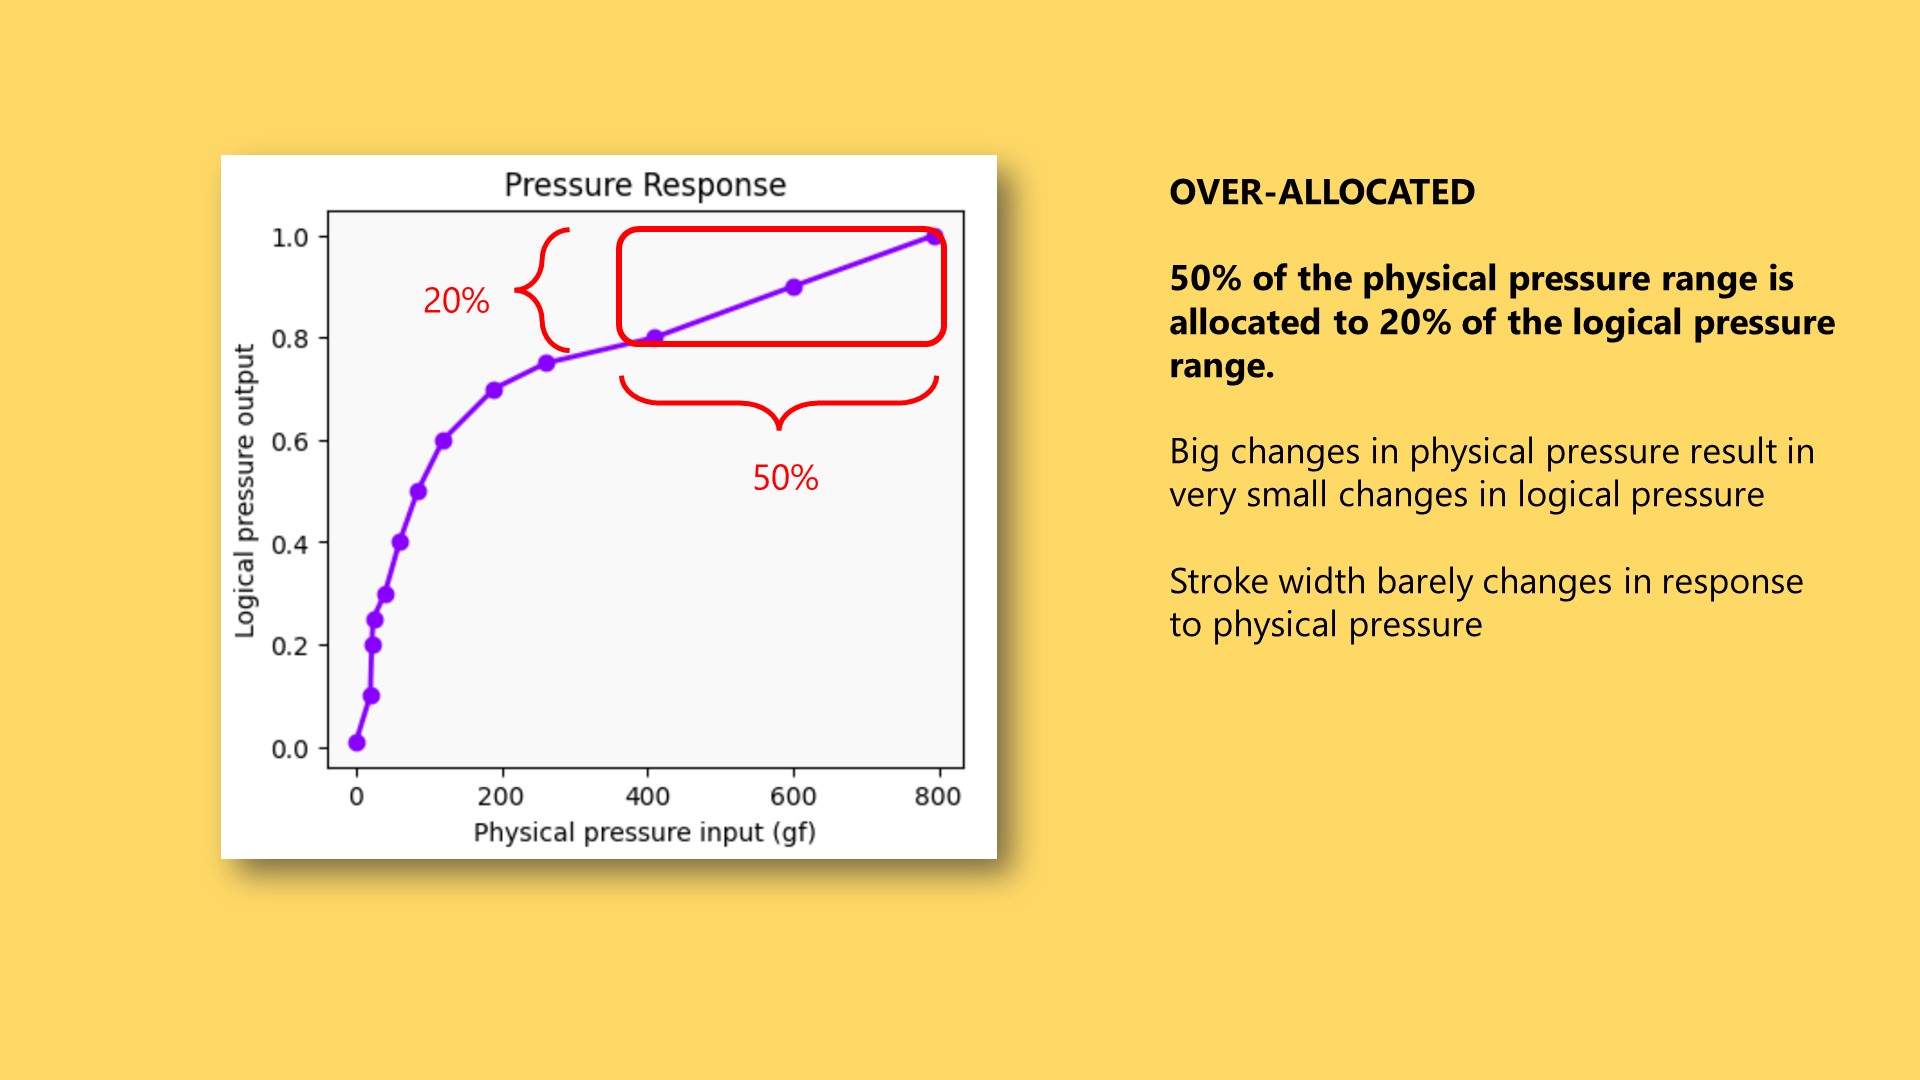 Pressure Response
1.0
0.8
0.6
0.4
0.2
0.0
Logical pressure output
20%
50%
0 200 400 600 800
Physical pressure input (gf)
OVER-ALLOCATED
50% of the physical pressure range is
allocated to 20% of the logical pressure
range.
Big changes in physical pressure result in
very small changes in logical pressure
Stroke width barely changes in response
to physical pressure